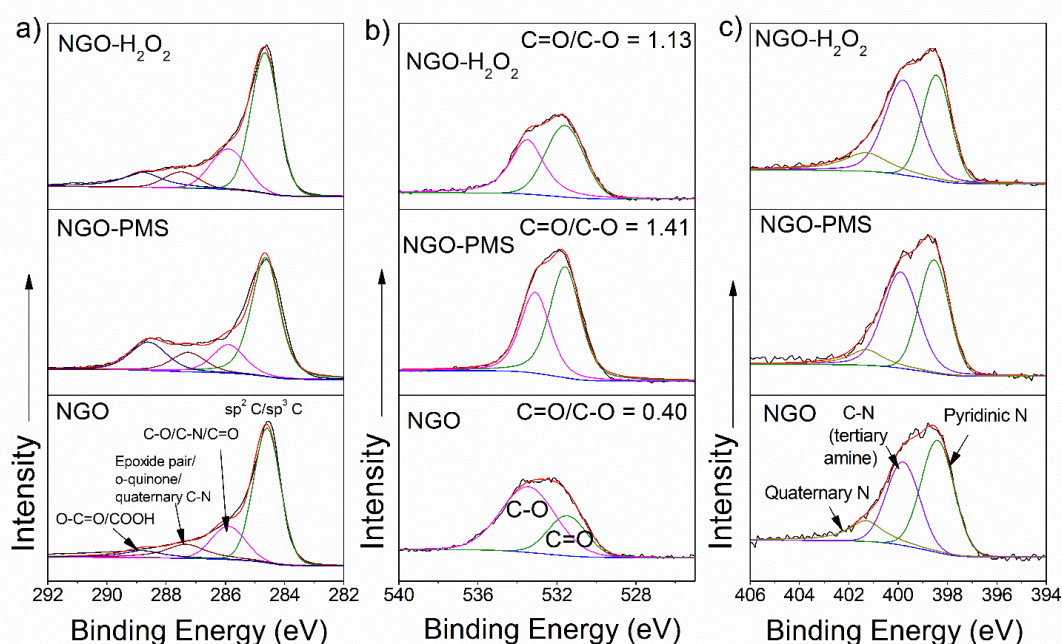 a)
NGO-H₂O₂
NGO-PMS
NGO
sp² C/sp³ C
C-O/C-N/C=O
Epoxide pair/
o-quinone/
quaternary C-N
O-C=O/COOH
Intensity
292 290 288 286 284 282
Binding Energy (eV)
b)
C=O/C-O = 1.13
NGO-H₂O₂
C=O/C-O = 1.41
NGO-PMS
C=O/C-O = 0.40
NGO
C-O
C=O
Intensity
540 536 532 528
Binding Energy (eV)
c)
NGO-H₂O₂
NGO-PMS
NGO
C-N
(tertiary
amine)
Pyridinic N
Quaternary N
Intensity
406 404 402 400 398 396 394
Binding Energy (eV)